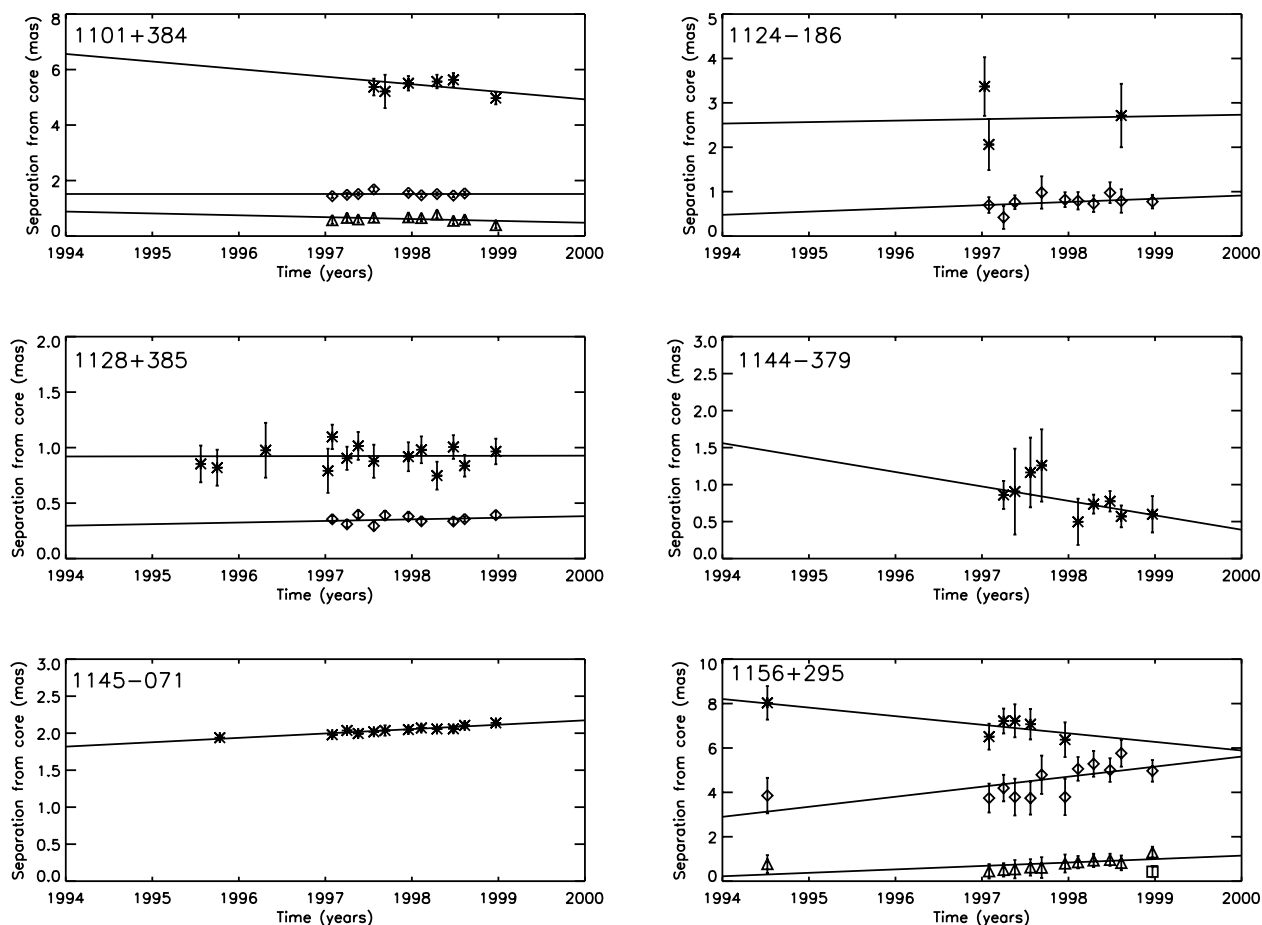 1101+384
Separation from core (mas)
8
6
4
2
0
1994 1995 1996 1997 1998 1999 2000
Time (years)
1124−186
Separation from core (mas)
5
4
3
2
1
0
1994 1995 1996 1997 1998 1999 2000
Time (years)
1128+385
Separation from core (mas)
2.0
1.5
1.0
0.5
0.0
1994 1995 1996 1997 1998 1999 2000
Time (years)
1144−379
Separation from core (mas)
3.0
2.5
2.0
1.5
1.0
0.5
0.0
1994 1995 1996 1997 1998 1999 2000
Time (years)
1145−071
Separation from core (mas)
3.0
2.5
2.0
1.5
1.0
0.5
0.0
1994 1995 1996 1997 1998 1999 2000
Time (years)
1156+295
Separation from core (mas)
10
8
6
4
2
0
1994 1995 1996 1997 1998 1999 2000
Time (years)